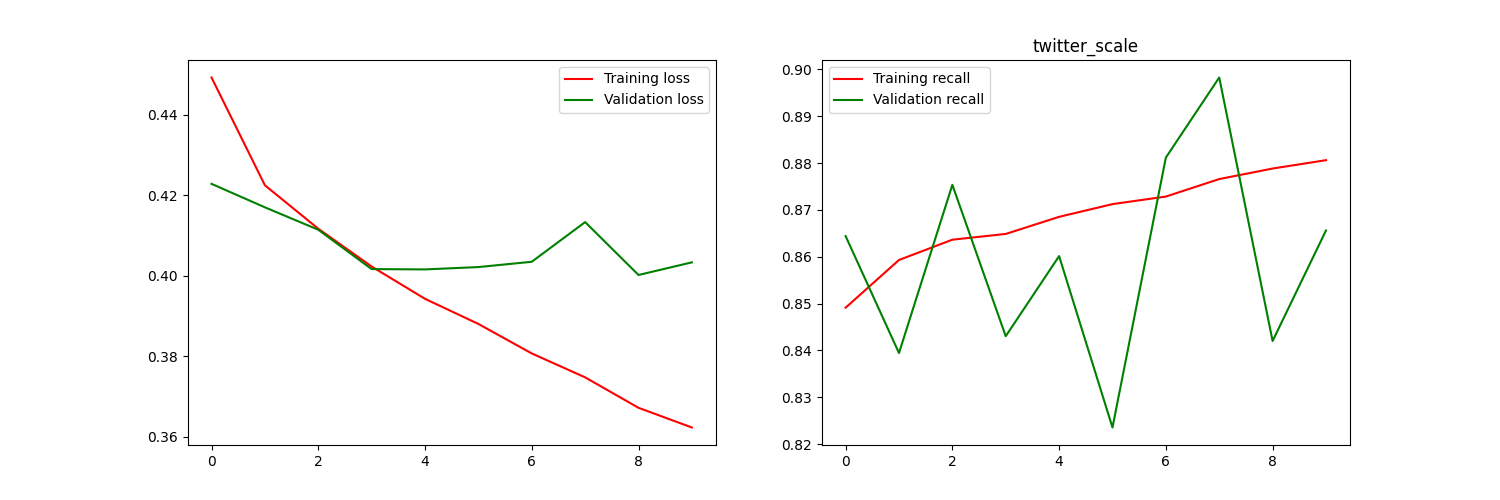 Training loss
Validation loss
0.44
0.42
0.40
0.38
0.36
0 2 4 6 8
twitter_scale
Training recall
Validation recall
0.90
0.89
0.88
0.87
0.86
0.85
0.84
0.83
0.82
0 2 4 6 8